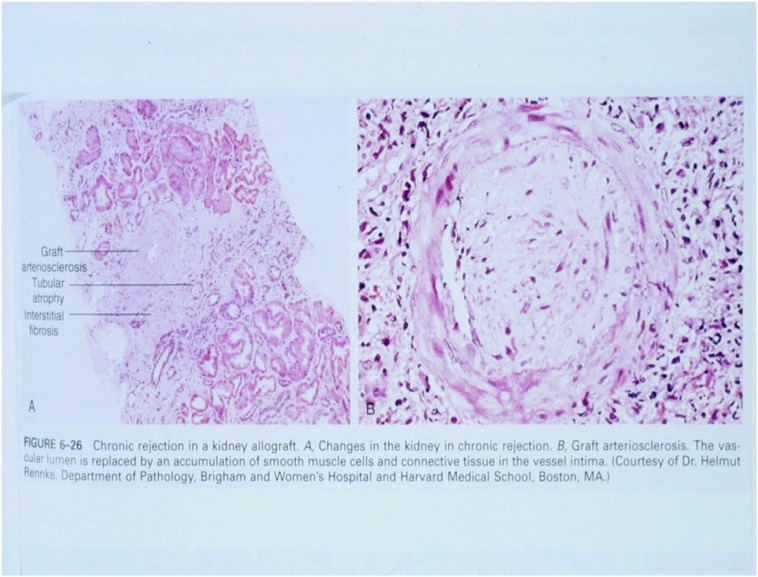 Graft
arteriosclerosis
Tubular
atrophy
Interstitial
fibrosis
A
B
FIGURE 6–26 Chronic rejection in a kidney allograft. A, Changes in the kidney in chronic rejection. B, Graft arteriosclerosis. The vas-
cular lumen is replaced by an accumulation of smooth muscle cells and connective tissue in the vessel intima. (Courtesy of Dr. Helmut
Rennke, Department of Pathology, Brigham and Women's Hospital and Harvard Medical School, Boston, MA.)